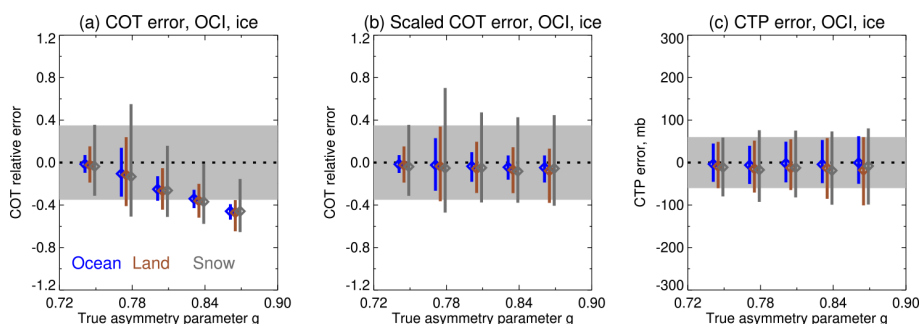 (a) COT error, OCI, ice
COT relative error
1.2
0.8
0.4
0.0
-0.4
-0.8
-1.2
Ocean Land Snow
0.72 0.78 0.84 0.90
True asymmetry parameter g
(b) Scaled COT error, OCI, ice
COT relative error
1.2
0.8
0.4
0.0
-0.4
-0.8
-1.2
0.72 0.78 0.84 0.90
True asymmetry parameter g
(c) CTP error, OCI, ice
CTP error, mb
300
200
100
0
-100
-200
-300
0.72 0.78 0.84 0.90
True asymmetry parameter g